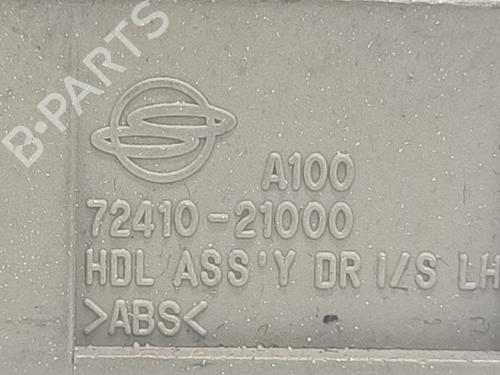 B-PARTS
A100
72410-21000
HDL ASS'Y DR I/S LH
>ABS<